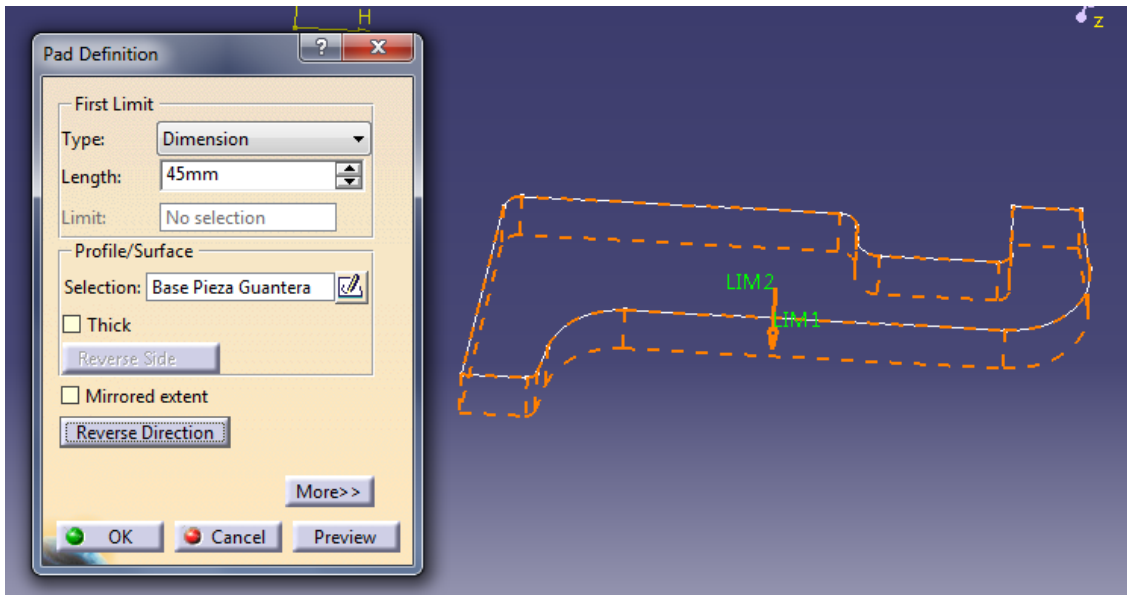 H
z
Pad Definition
?
X
First Limit
Type: Dimension
Length: 45mm
Limit: No selection
Profile/Surface
Selection: Base Pieza Guantera
Thick
Reverse Side
Mirrored extent
Reverse Direction
More>>
OK Cancel Preview
LIM2
LIM1